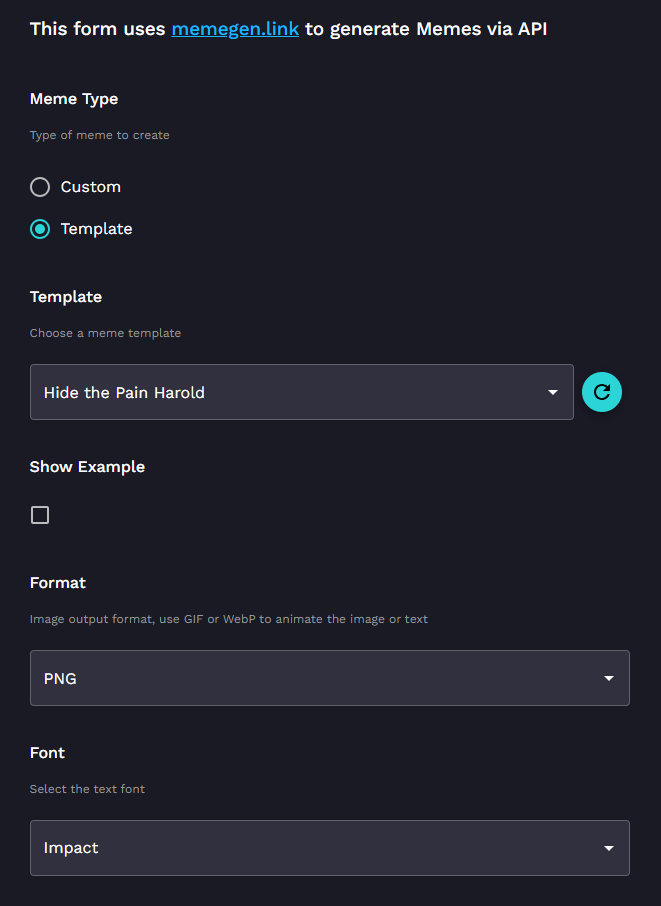 This form uses memegen.link to generate Memes via API
Meme Type
Type of meme to create
Custom
Template
Template
Choose a meme template
Hide the Pain Harold
Show Example
Format
Image output format, use GIF or WebP to animate the image or text
PNG
Font
Select the text font
Impact